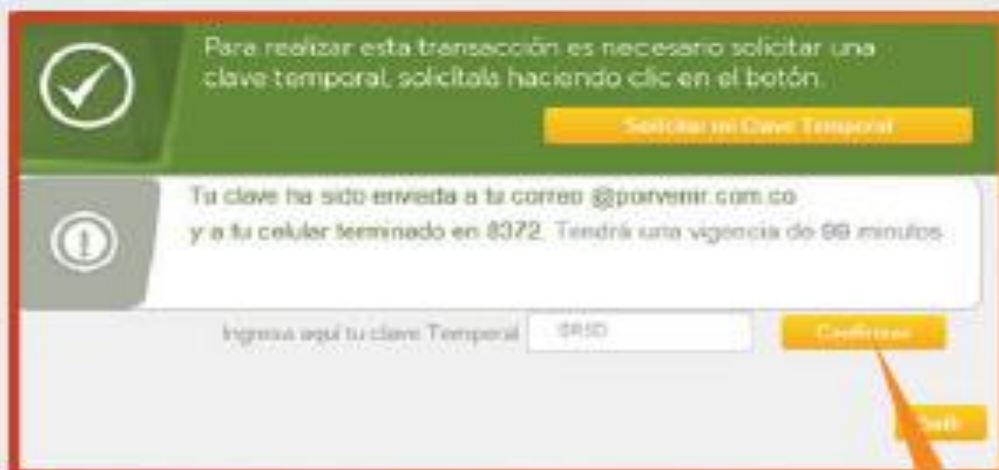 Para realizar esta transacción es necesario solicitar una
clave temporal, solicítala haciendo clic en el botón.
Solicitar mi Clave Temporal
Tu clave ha sido enviada a tu correo @porvenir.com.co
y a tu celular terminado en 8372. Tendrá una vigencia de 99 minutos
Ingresa aquí tu clave Temporal
Confirmar